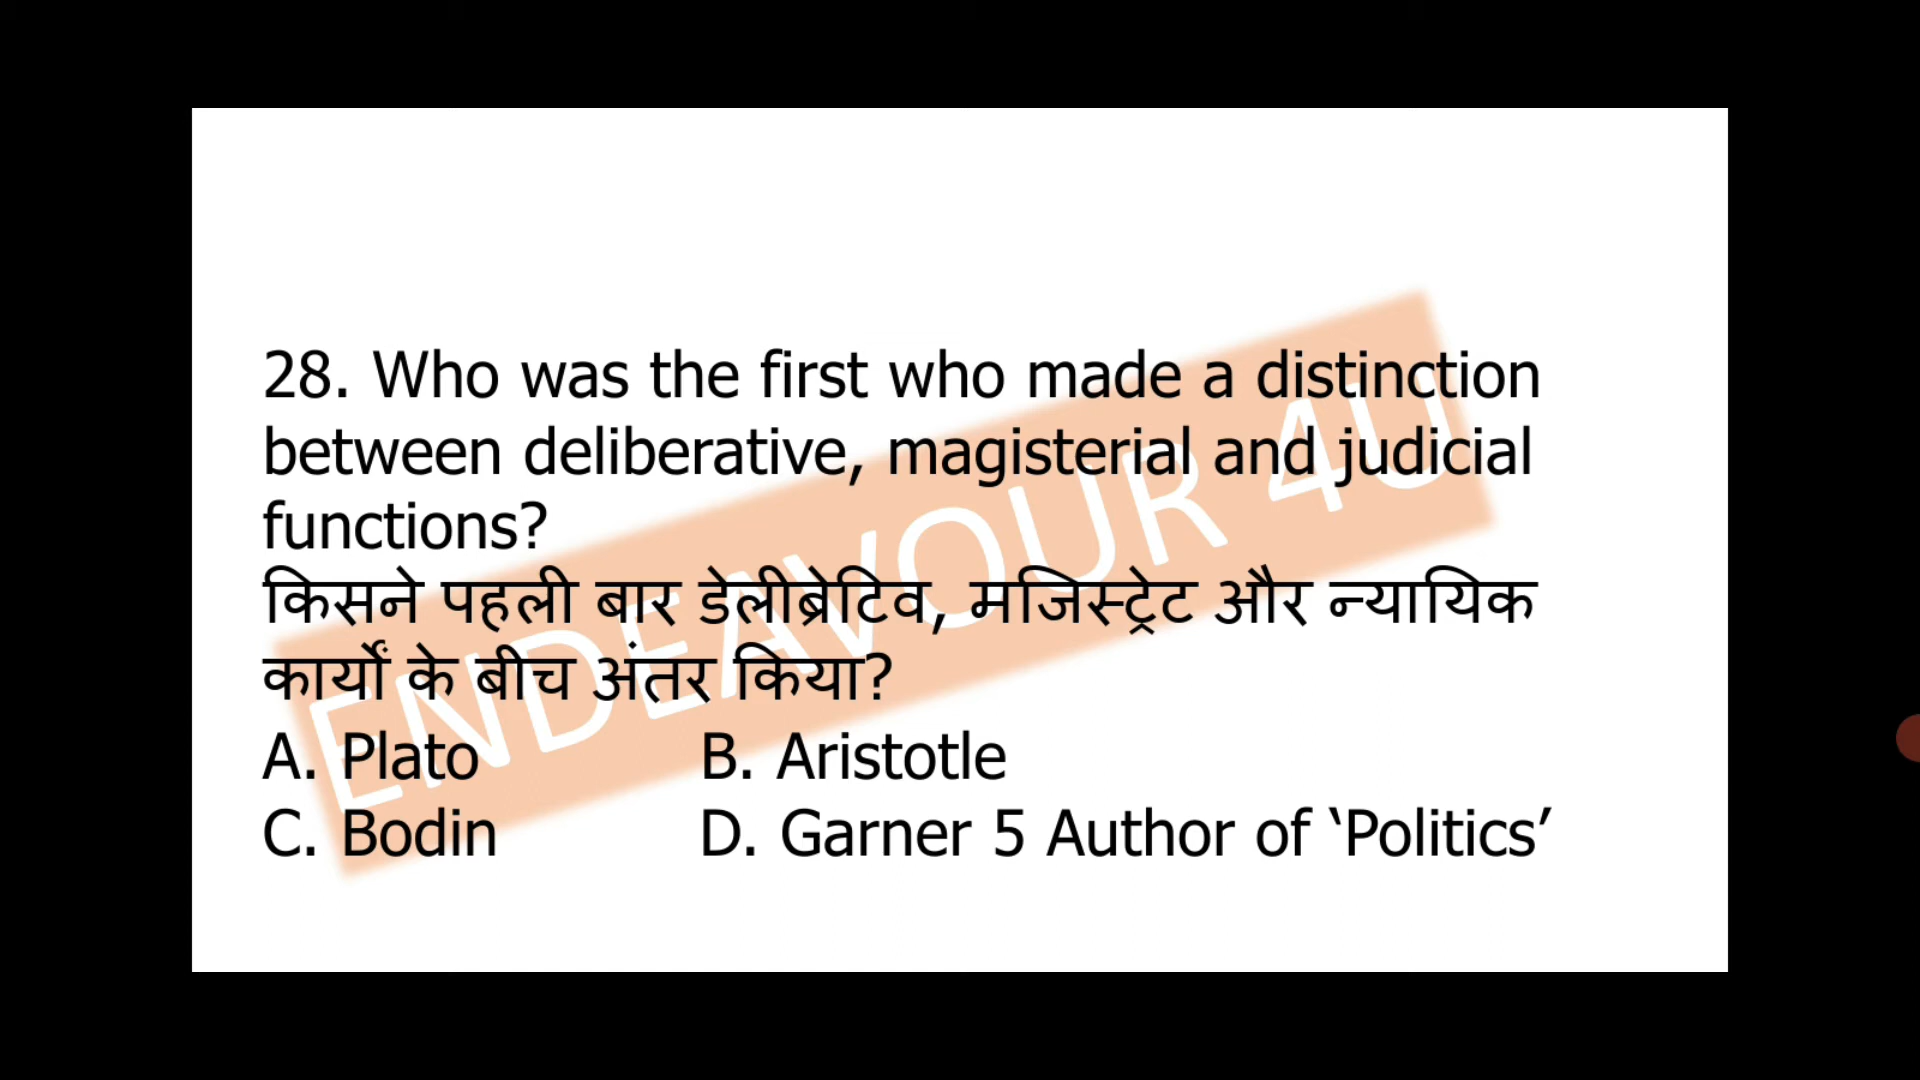 28. Who was the first who made a distinction
between deliberative, magisterial and judicial
functions?
किसने पहली बार डेलीब्रेटिव, मजिस्ट्रेट और न्यायिक
कार्यों के बीच अंतर किया?
A. Plato B. Aristotle
C. Bodin D. Garner 5 Author of ‘Politics’
ENDEAVOUR 4U